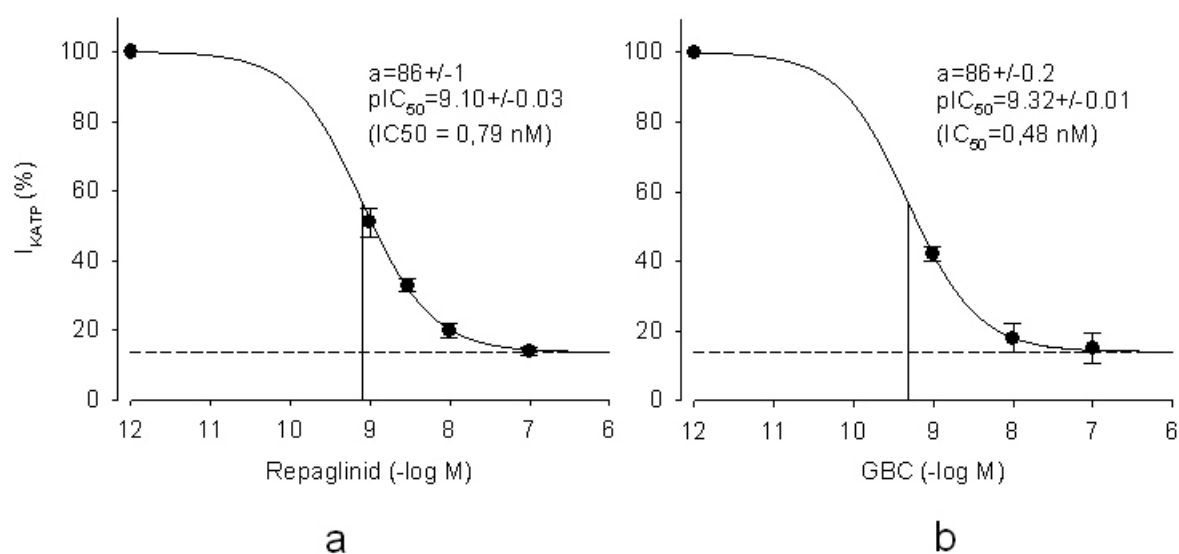 100
80
60
40
20
0
I_KATP (%)
a=86+/-1
pIC50=9.10+/-0.03
(IC50 = 0,79 nM)
12 11 10 9 8 7 6
Repaglinid (-log M)
a
100
80
60
40
20
0
a=86+/-0.2
pIC50=9.32+/-0.01
(IC50=0,48 nM)
12 11 10 9 8 7 6
GBC (-log M)
b